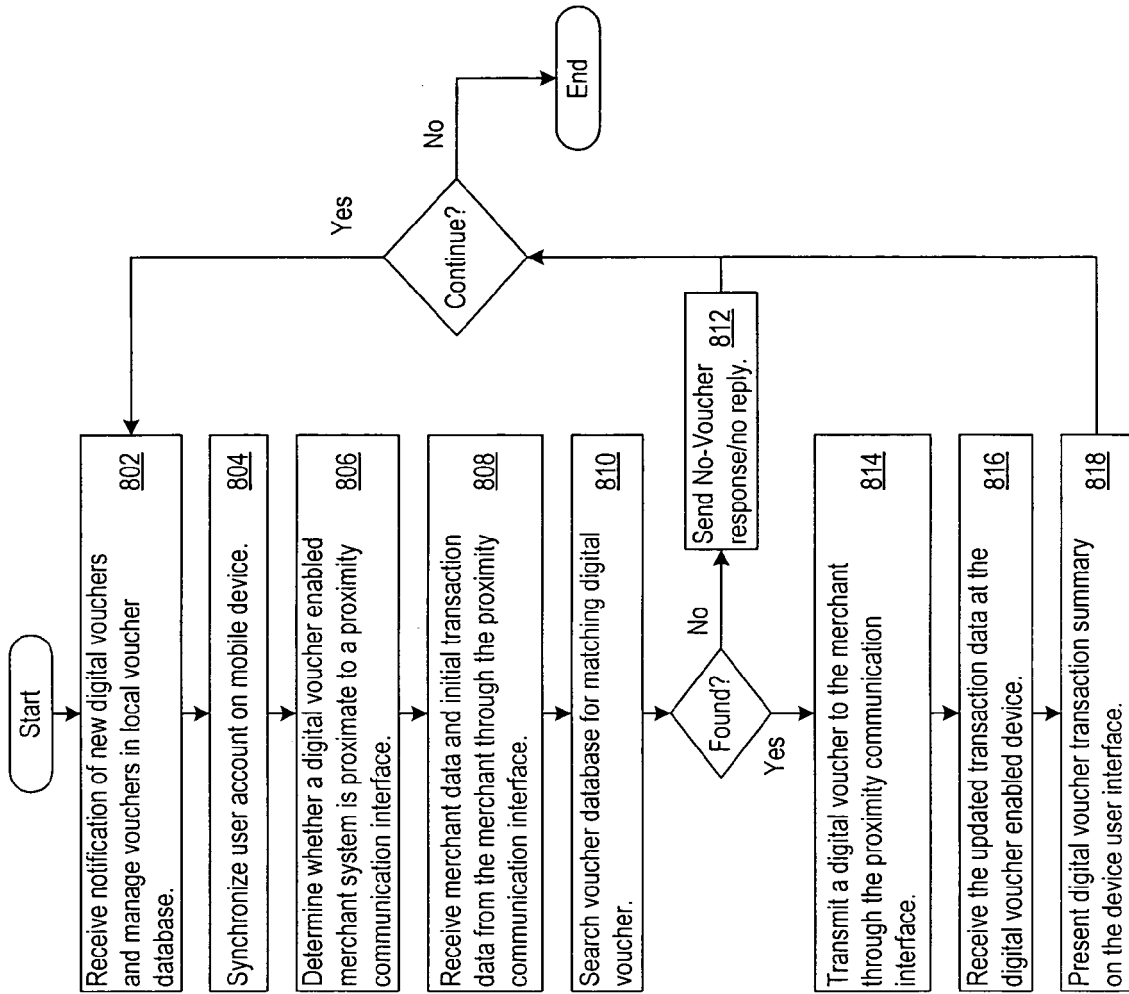 Start
Receive notification of new digital vouchers
and manage vouchers in local voucher
database.
802
Synchronize user account on mobile device.
804
Determine whether a digital voucher enabled
merchant system is proximate to a proximity
communication interface.
806
Receive merchant data and initial transaction
data from the merchant through the proximity
communication interface.
808
Search voucher database for matching digital
voucher.
810
Found?
No
Yes
Send No-Voucher
response/no reply.
812
Transmit a digital voucher to the merchant
through the proximity communication
interface.
814
Receive the updated transaction data at the
digital voucher enabled device.
816
Present digital voucher transaction summary
on the device user interface.
818
Continue?
Yes
No
End